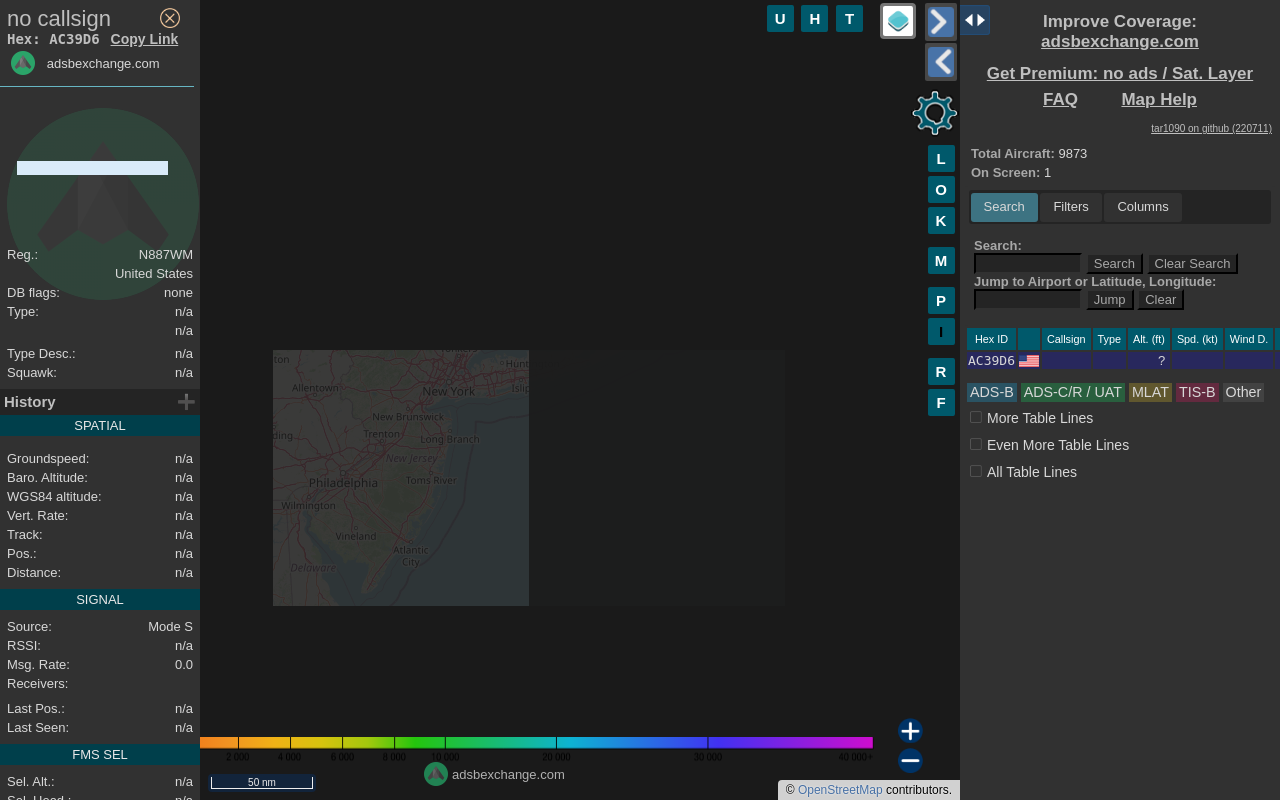 no callsign
Hex: AC39D6 Copy Link
adsbexchange.com
Reg.: N887WM
United States
DB flags: none
Type: n/a
n/a
Type Desc.: n/a
Squawk: n/a
History
SPATIAL
Groundspeed: n/a
Baro. Altitude: n/a
WGS84 altitude: n/a
Vert. Rate: n/a
Track: n/a
Pos.: n/a
Distance: n/a
SIGNAL
Source: Mode S
RSSI: n/a
Msg. Rate: 0.0
Receivers:
Last Pos.: n/a
Last Seen: n/a
FMS SEL
Sel. Alt.: n/a
U H T
L
O
K
M
P
I
R
F
Allentown
New York
New Brunswick
Trenton
Long Branch
New Jersey
Philadelphia
Toms River
Wilmington
Vineland
Atlantic
City
Delaware
2 000 4 000 6 000 8 000 10 000 20 000 30 000 40 000+
adsbexchange.com
50 nm
© OpenStreetMap contributors.
Improve Coverage:
adsbexchange.com
Get Premium: no ads / Sat. Layer
FAQ Map Help
tar1090 on github (220711)
Total Aircraft: 9873
On Screen: 1
Search Filters Columns
Search:
Search Clear Search
Jump to Airport or Latitude, Longitude:
Jump Clear
Hex ID Callsign Type Alt. (ft) Spd. (kt) Wind D.
AC39D6 ?
ADS-B ADS-C/R / UAT MLAT TIS-B Other
More Table Lines
Even More Table Lines
All Table Lines